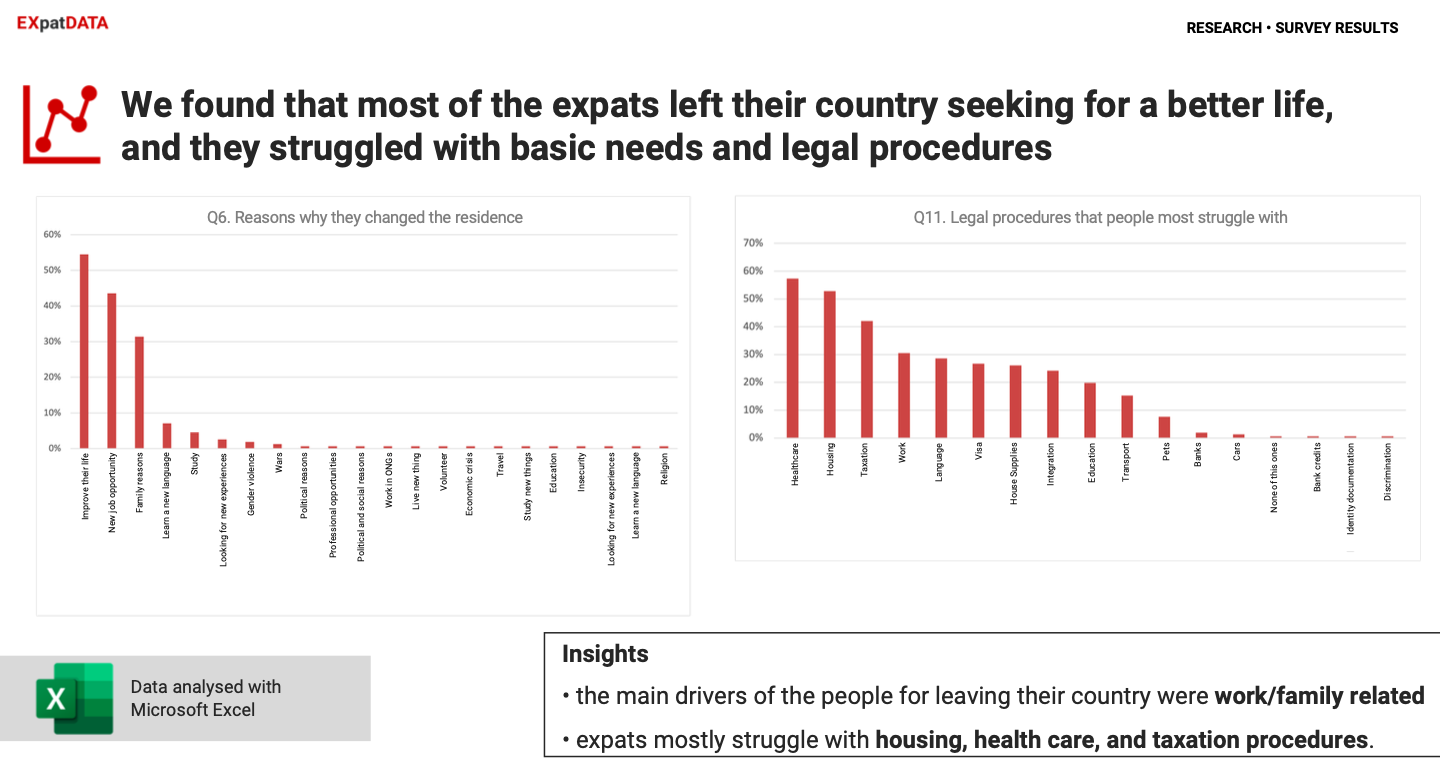 EXpatDATA
RESEARCH • SURVEY RESULTS
We found that most of the expats left their country seeking for a better life,
and they struggled with basic needs and legal procedures
Q6. Reasons why they changed the residence
60%
50%
40%
30%
20%
10%
0%
Improve their life
New job opportunity
Family reasons
Learn a new language
Study
Looking for new experiences
Gender violence
Wars
Political reasons
Professional opportunities
Political and social reasons
Work in ONGs
Live new thing
Volunteer
Economic crisis
Travel
Study new things
Education
Insecurity
Looking for new experiences
Learn a new language
Religion
Q11. Legal procedures that people most struggle with
70%
60%
50%
40%
30%
20%
10%
0%
Healthcare
Housing
Taxation
Work
Language
Visa
House Supplies
Integration
Education
Transport
Pets
Banks
Cars
None of this ones
Bank credits
Identity documentation
Discrimination
X
Data analysed with
Microsoft Excel
Insights
• the main drivers of the people for leaving their country were work/family related
• expats mostly struggle with housing, health care, and taxation procedures.